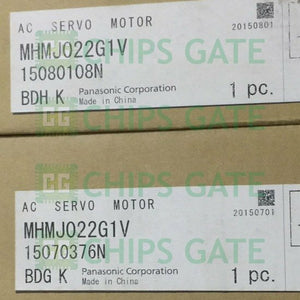 AC SERVO MOTOR
20150801
MHMJ022G1V
15080108N
BDH K
Panasonic Corporation
Made in China
1 pc.
CHIPS GATE
AC SERVO MOTOR
20150701
MHMJ022G1V
15070376N
BDG K
Panasonic Corporation
Made in China
1 pc.
CHIPS GATE